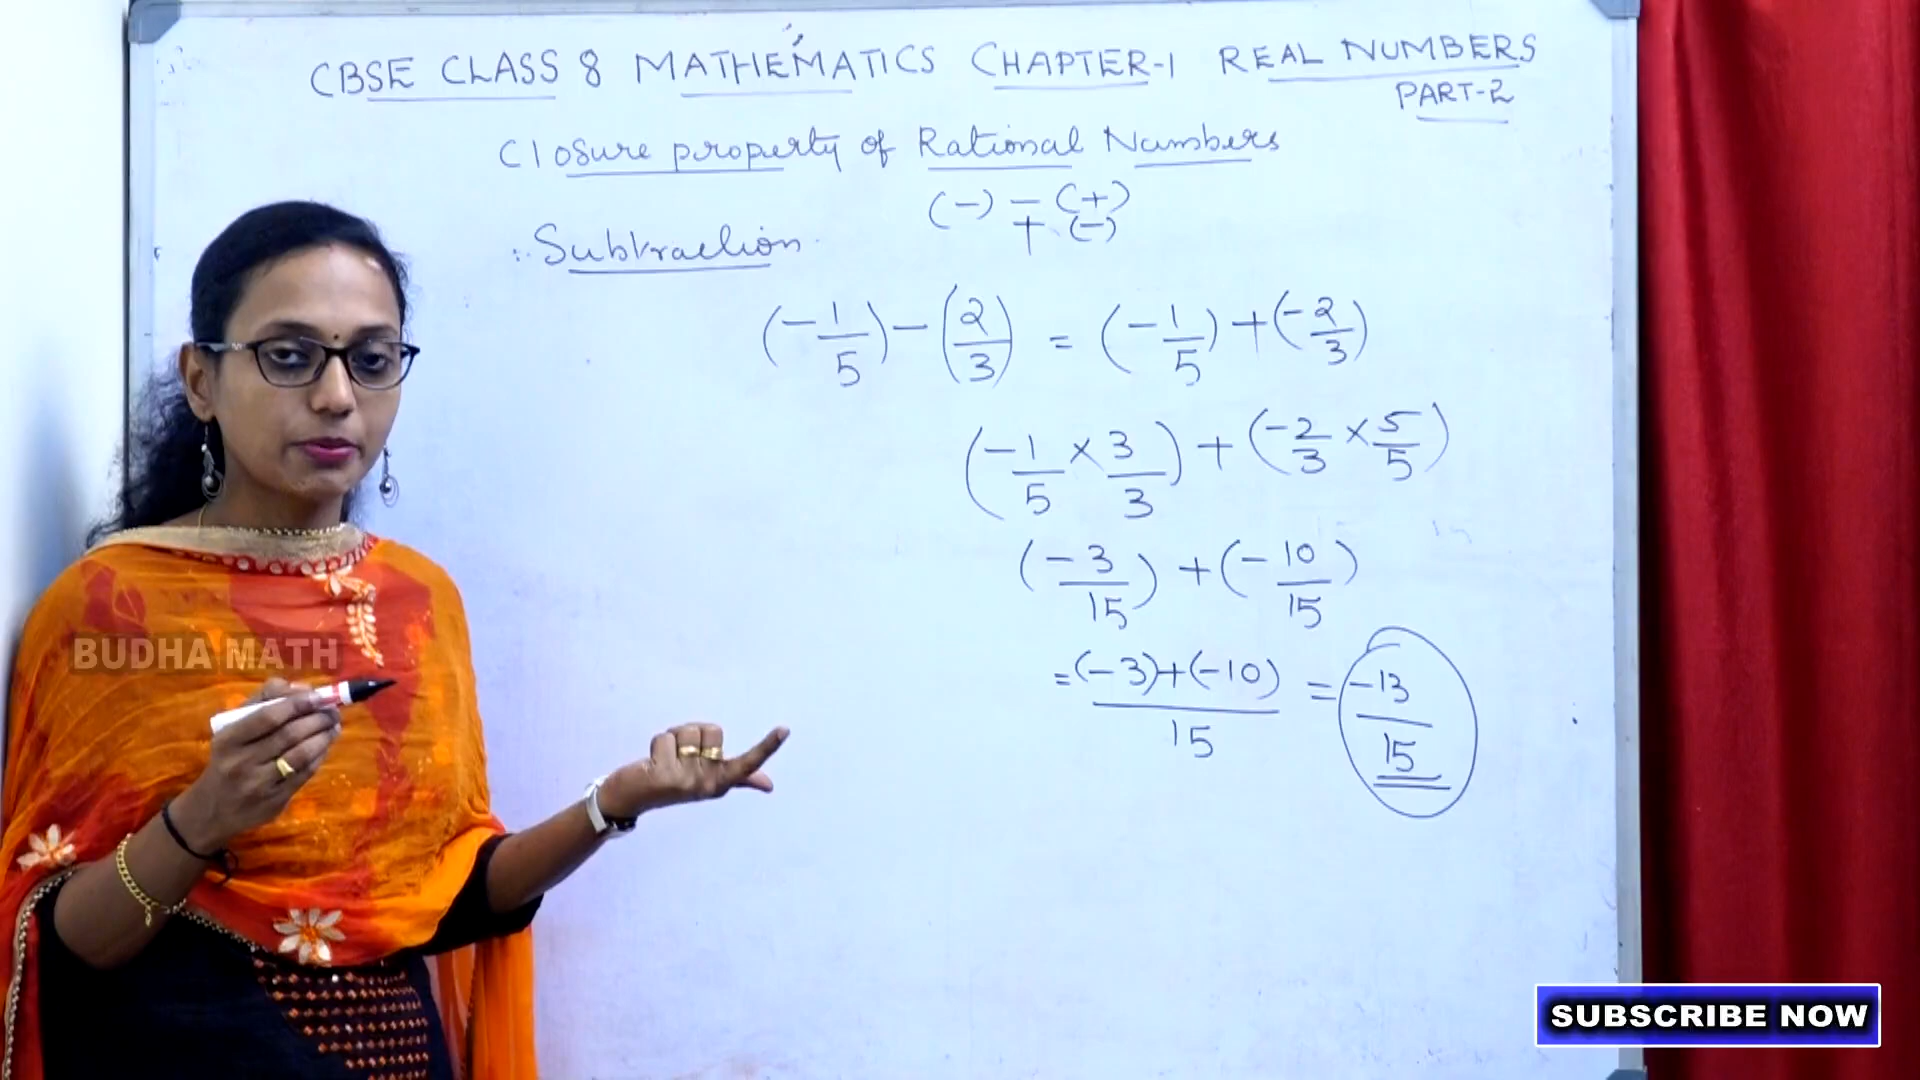 CBSE CLASS 8 MATHEMATICS CHAPTER-1 REAL NUMBERS
PART-2
Closure property of Rational Numbers
(-) - (+)
+ (-)
Subtraction
(-1/5) - (2/3) = (-1/5) + (-2/3)
(-1/5 × 3/3) + (-2/3 × 5/5)
(-3/15) + (-10/15)
= (-3)+(-10)/15 = -13/15
BUDHA MATH
SUBSCRIBE NOW